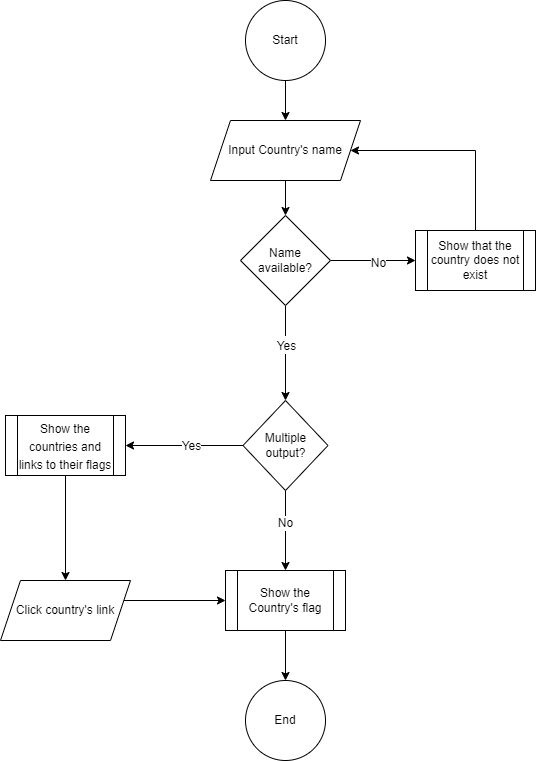 Start
Input Country's name
Name
available?
No
Show that the
country does not
exist
Yes
Multiple
output?
Yes
Show the
countries and
links to their flags
No
Click country's link
Show the
Country's flag
End